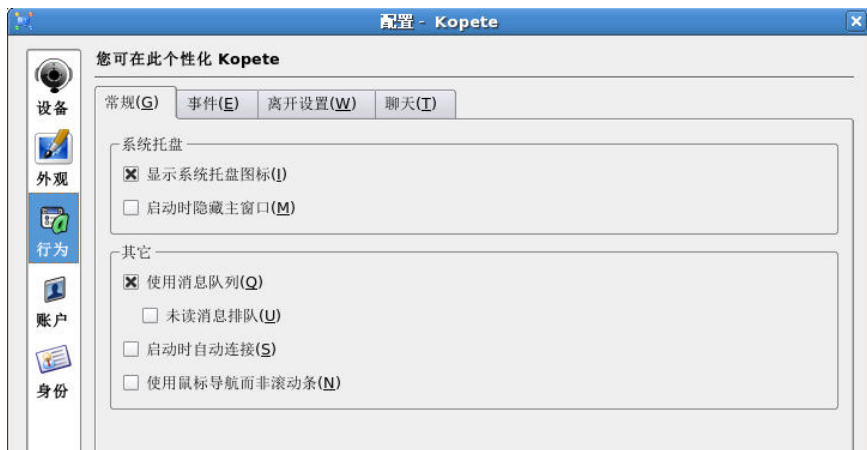 配置 - Kopete
您可在此个性化 Kopete
设备
外观
行为
账户
身份
常规(G) 事件(E) 离开设置(W) 聊天(T)
系统托盘
显示系统托盘图标(I)
启动时隐藏主窗口(M)
其它
使用消息队列(Q)
未读消息排队(U)
启动时自动连接(S)
使用鼠标导航而非滚动条(N)